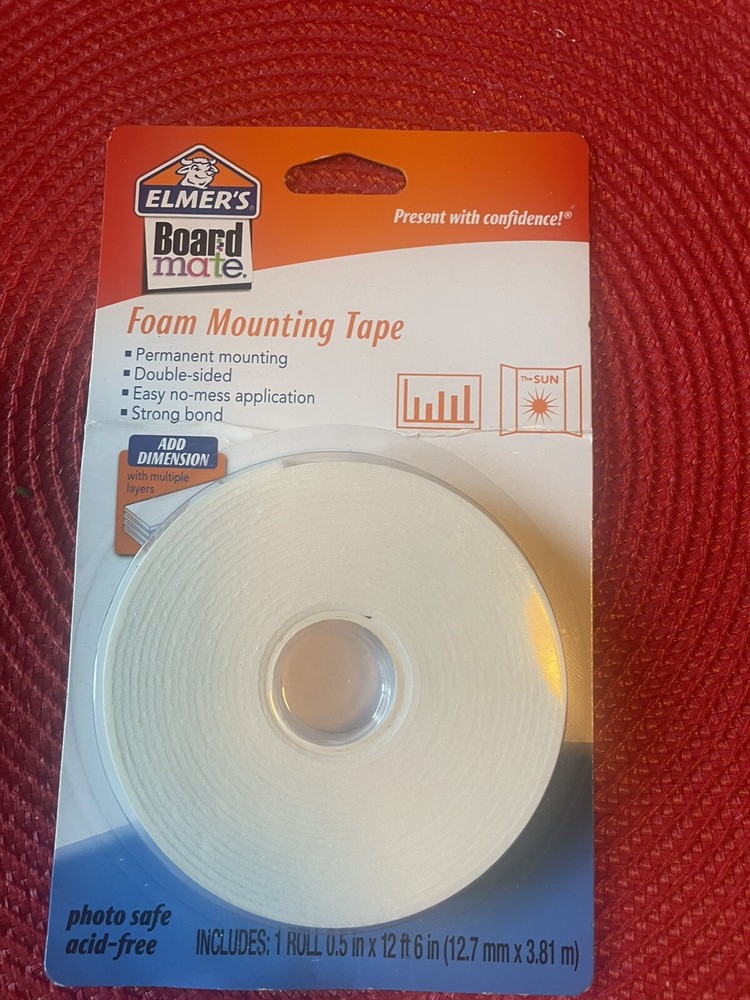 ELMER'S
Board
mate.
Present with confidence!®
Foam Mounting Tape
▪ Permanent mounting
▪ Double-sided
▪ Easy no-mess application
▪ Strong bond
The SUN
ADD
DIMENSION
with multiple
layers
photo safe
acid-free
INCLUDES: 1 ROLL 0.5 in x 12 ft 6 in (12.7 mm x 3.81 m)